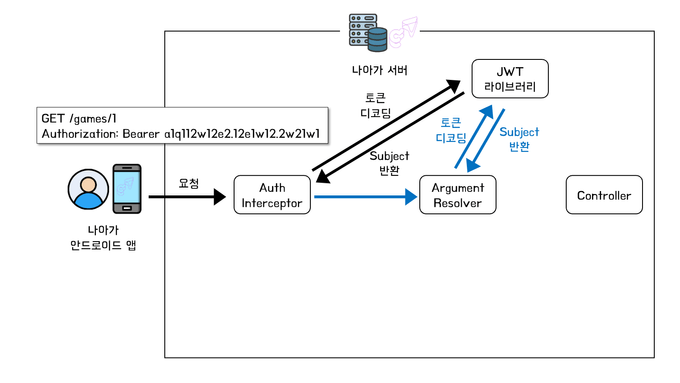 나아가 서버
JWT
라이브러리
토큰
디코딩
토큰
디코딩
Subject
반환
Subject
반환
GET /games/1
Authorization: Bearer a1q112w12e2.12e1w12.2w21w1
요청
Auth
Interceptor
Argument
Resolver
Controller
나아가
안드로이드 앱